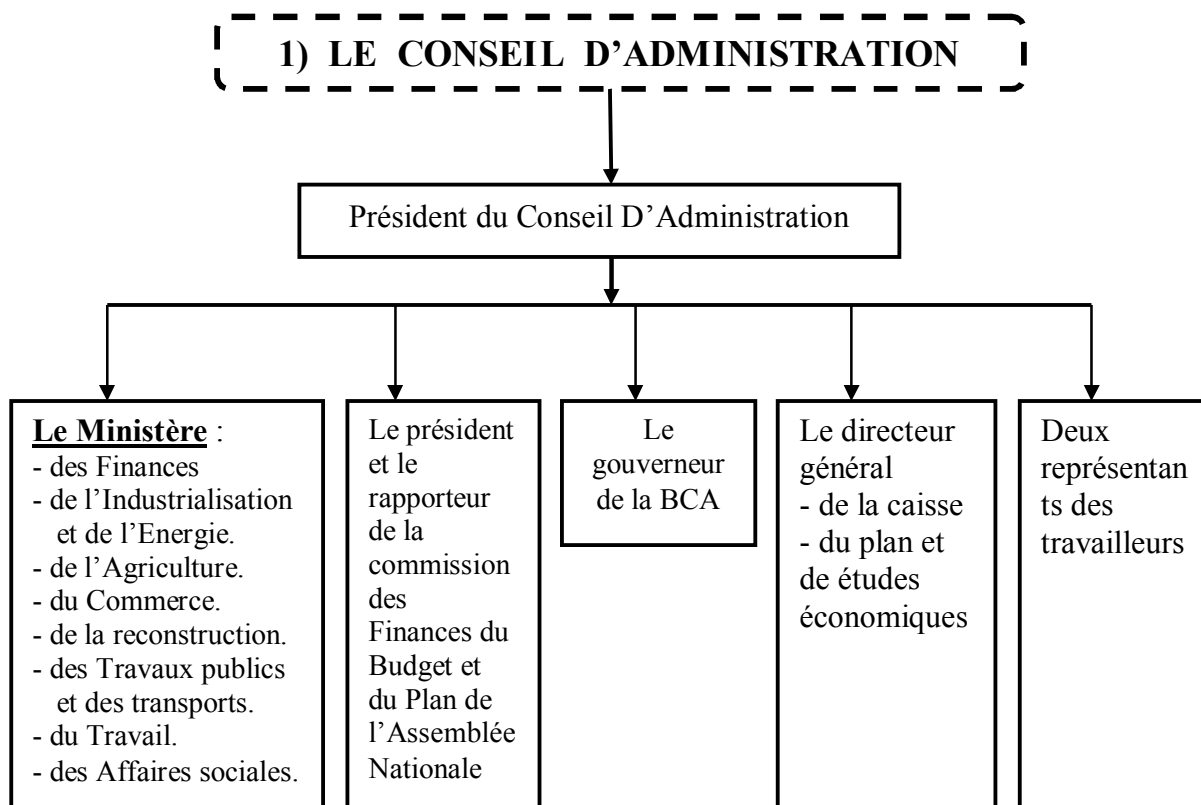 1) LE CONSEIL D’ADMINISTRATION
Président du Conseil D’Administration
Le Ministère :
- des Finances
- de l’Industrialisation
et de l’Energie.
- de l’Agriculture.
- du Commerce.
- de la reconstruction.
- des Travaux publics
et des transports.
- du Travail.
- des Affaires sociales.
Le président
et le
rapporteur
de la
commission
des
Finances du
Budget et
du Plan de
l’Assemblée
Nationale
Le
gouverneur
de la BCA
Le directeur
général
- de la caisse
- du plan et
de études
économiques
Deux
représentan
ts des
travailleurs